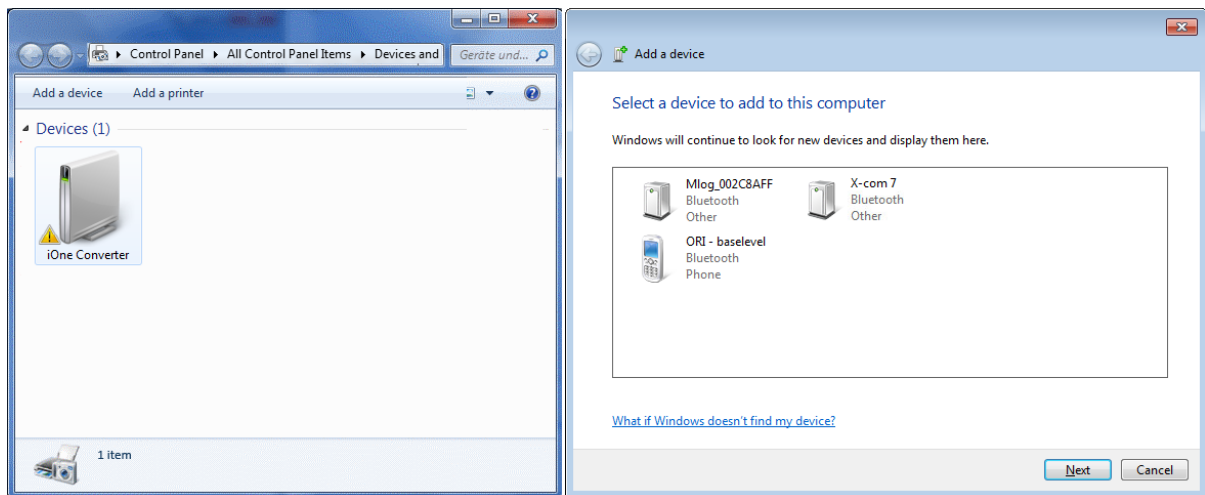 Control Panel ▸ All Control Panel Items ▸ Devices and
Geräte und...
Add a device Add a printer
Devices (1)
iOne Converter
1 item
Add a device
Select a device to add to this computer
Windows will continue to look for new devices and display them here.
Mlog_002C8AFF
Bluetooth
Other
X-com 7
Bluetooth
Other
ORI - baselevel
Bluetooth
Phone
What if Windows doesn't find my device?
Next Cancel